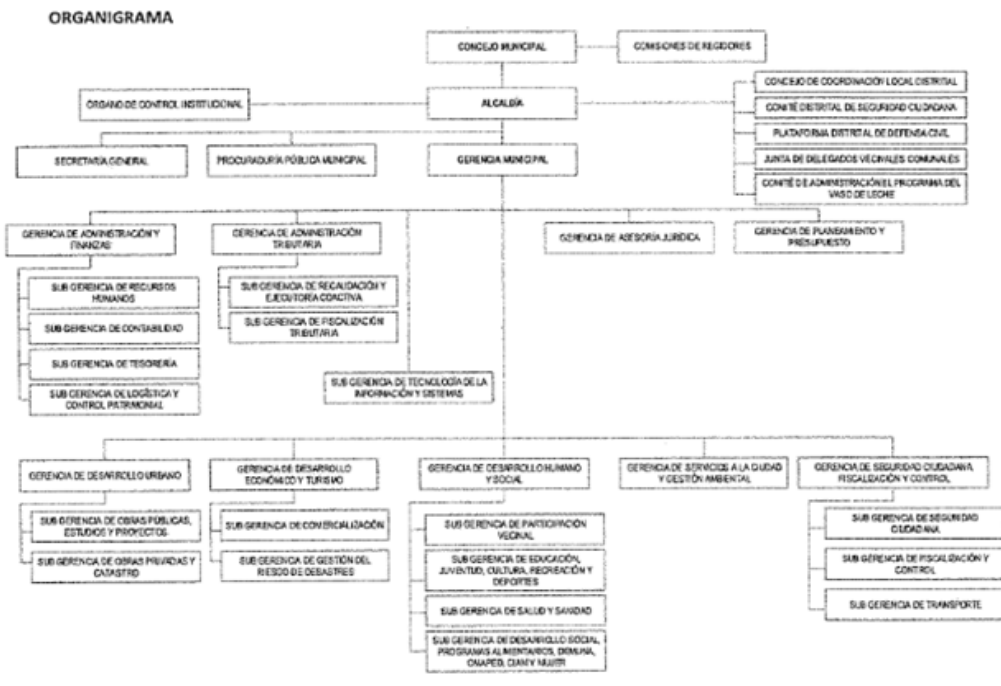 ORGANIGRAMA
CONCEJO MUNICIPAL
COMISIONES DE REGIDORES
CONCEJO DE COORDINACIÓN LOCAL DISTRITAL
ÓRGANO DE CONTROL INSTITUCIONAL
ALCALDÍA
COMITÉ DISTRITAL DE SEGURIDAD CIUDADANA
PLATAFORMA DISTRITAL DE DEFENSA CIVIL
SECRETARÍA GENERAL
PROCURADURÍA PÚBLICA MUNICIPAL
GERENCIA MUNICIPAL
JUNTA DE DELEGADOS VECINALES COMUNALES
COMITÉ DE ADMINISTRACIÓN EL PROGRAMA DEL
VASO DE LECHE
GERENCIA DE ADMINISTRACIÓN Y
FINANZAS
GERENCIA DE ADMINISTRACIÓN
TRIBUTARIA
GERENCIA DE ASESORÍA JURÍDICA
GERENCIA DE PLANEAMIENTO Y
PRESUPUESTO
SUB GERENCIA DE RECURSOS
HUMANOS
SUB GERENCIA DE RECAUDACIÓN Y
EJECUTORÍA COACTIVA
SUB GERENCIA DE CONTABILIDAD
SUB GERENCIA DE FISCALIZACIÓN
TRIBUTARIA
SUB GERENCIA DE TESORERÍA
SUB GERENCIA DE TECNOLOGÍA DE LA
INFORMACIÓN Y SISTEMAS
SUB GERENCIA DE LOGÍSTICA Y
CONTROL PATRIMONIAL
GERENCIA DE DESARROLLO URBANO
GERENCIA DE DESARROLLO
ECONÓMICO Y TURISMO
GERENCIA DE DESARROLLO HUMANO
Y SOCIAL
GERENCIA DE SERVICIOS A LA CIUDAD
Y GESTIÓN AMBIENTAL
GERENCIA DE SEGURIDAD CIUDADANA,
FISCALIZACIÓN Y CONTROL
SUB GERENCIA DE OBRAS PÚBLICAS,
ESTUDIOS Y PROYECTOS
SUB GERENCIA DE COMERCIALIZACIÓN
SUB GERENCIA DE PARTICIPACIÓN
VECINAL
SUB GERENCIA DE SEGURIDAD
CIUDADANA
SUB GERENCIA DE OBRAS PRIVADAS Y
CATASTRO
SUB GERENCIA DE GESTIÓN DEL
RIESGO DE DESASTRES
SUB GERENCIA DE EDUCACIÓN,
JUVENTUD, CULTURA, RECREACIÓN Y
DEPORTES
SUB GERENCIA DE FISCALIZACIÓN Y
CONTROL
SUB GERENCIA DE SALUD Y SANIDAD
SUB GERENCIA DE TRANSPORTE
SUB GERENCIA DE DESARROLLO SOCIAL,
PROGRAMAS ALIMENTARIOS, DEMUNA,
OMAPED, CIAM Y MUJER